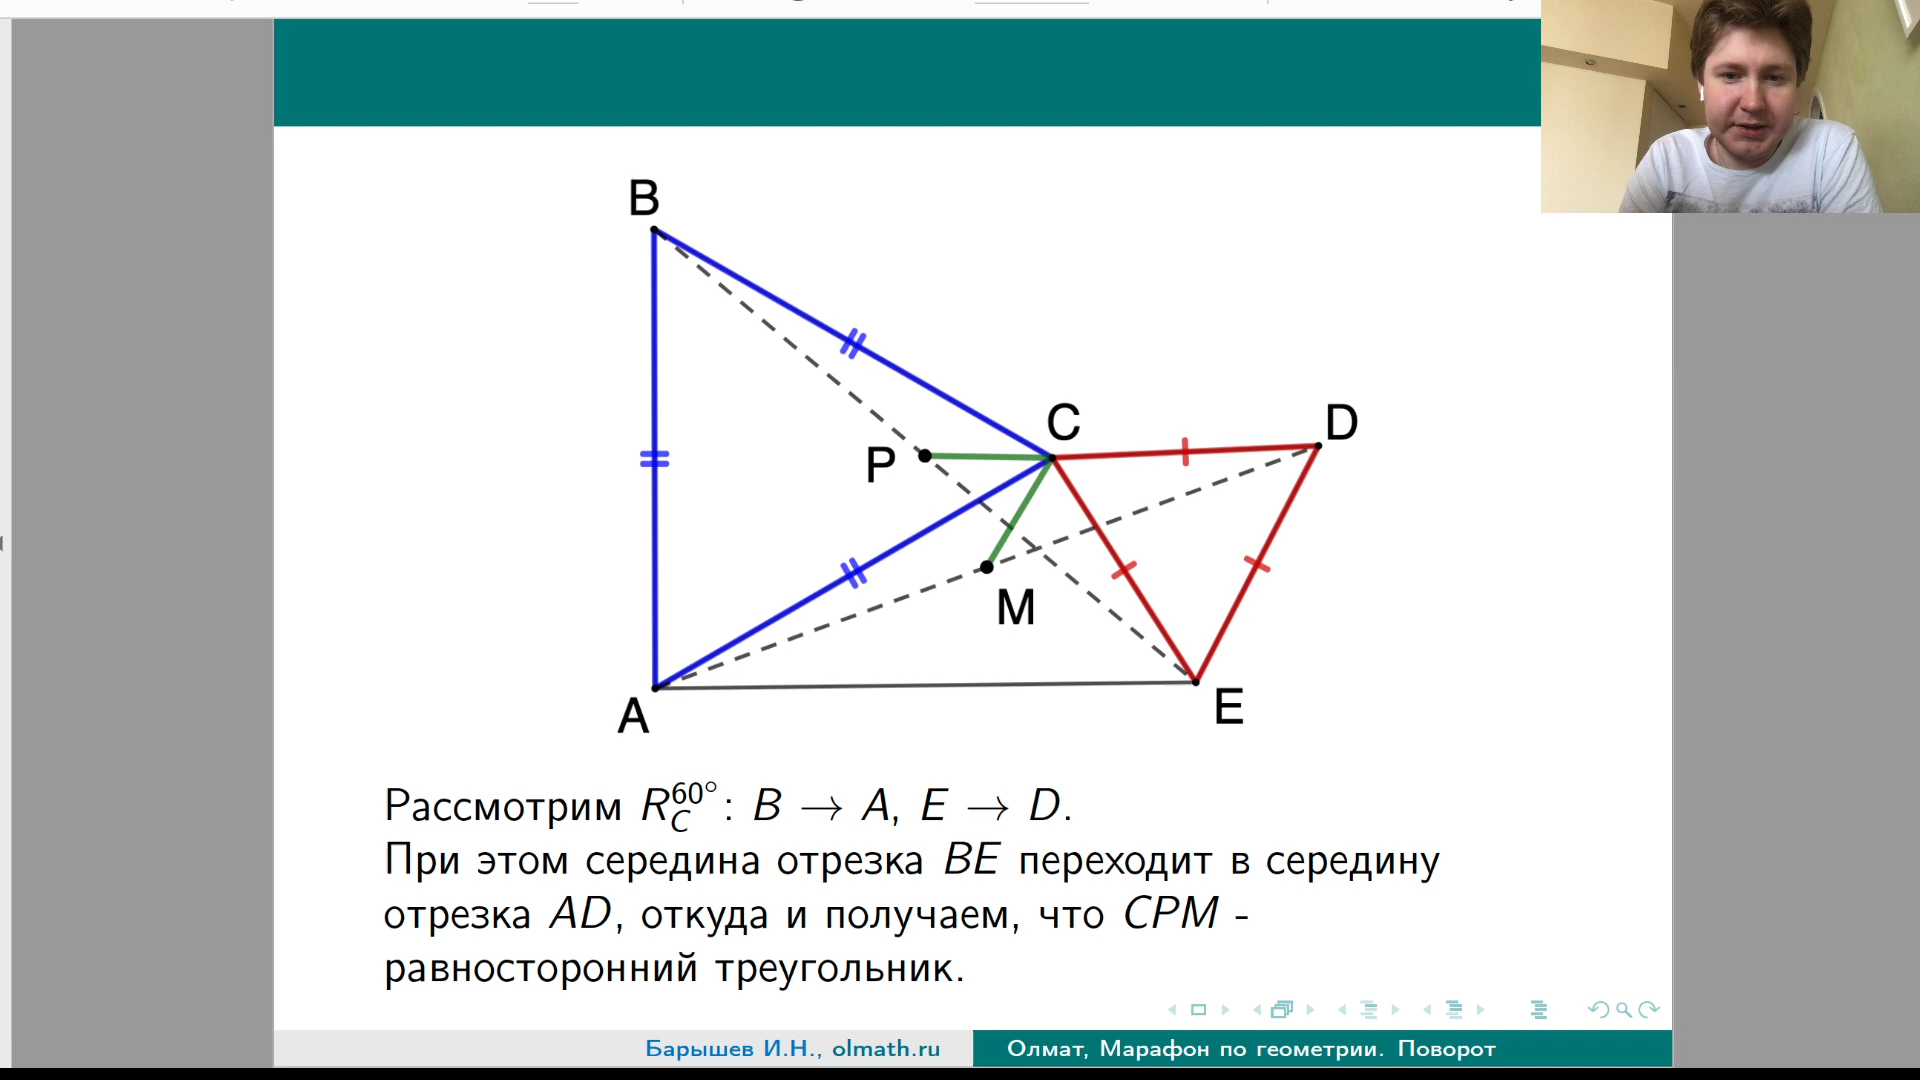 B
C
D
P
M
A
E
Рассмотрим R_C^{60°}: B → A, E → D.
При этом середина отрезка BE переходит в середину
отрезка AD, откуда и получаем, что CPM -
равносторонний треугольник.
Барышев И.Н., olmath.ru
Олмат, Марафон по геометрии. Поворот